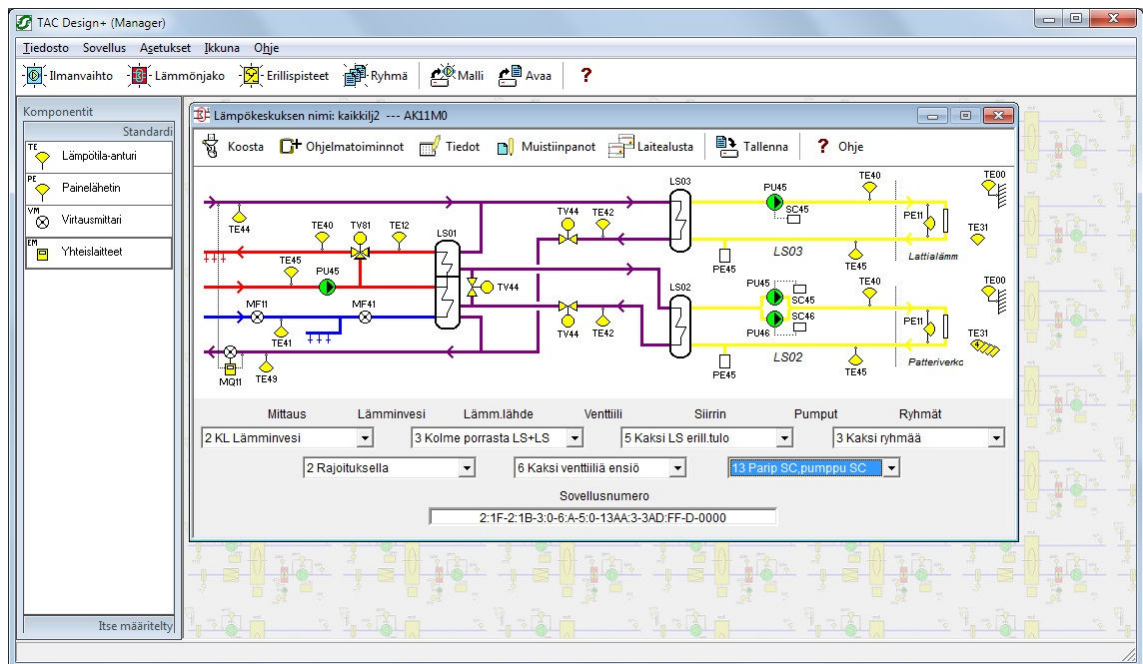 TAC Design+ (Manager)
Tiedosto Sovellus Asetukset Ikkuna Ohje
Ilmanvaihto Lämmönjako Erillispisteet Ryhmä Malli Avaa ?
Komponentit
Standardi
TE Lämpötila-anturi
PE Painelähetin
VM Virtausmittari
EM Yhteislaitteet
Itse määritelty
Lämpökeskuksen nimi: kaikkilj2 --- AK11M0
Koosta Ohjelmatoiminnot Tiedot Muistiinpanot Laitealusta Tallenna ? Ohje
LS03 PU45 TE40 TE00
TE44 TE40 TV81 TE12 LS01 TV44 TE42 SC45 PE11 TE31
TE45 PU45 PE45 LS03 TE45 Lattialämm
TV44 LS02 PU45 SC45 TE40 TE00
MF11 MF41 TE41 TV44 TE42 PU46 SC46 PE11 TE31
4
MQ11 TE49 PE45 LS02 TE45 Patteriverko
Mittaus Lämminvesi Lämm.lähde Venttiili Siirrin Pumput Ryhmät
2 KL Lämminvesi 3 Kolme porrasta LS+LS 5 Kaksi LS erill.tulo 3 Kaksi ryhmää
2 Rajoituksella 6 Kaksi venttiiliä ensiö 13 Parip SC,pumppu SC
Sovellusnumero
2:1F-2:1B-3:0-6:A-5:0-13AA:3-3AD:FF-D-0000